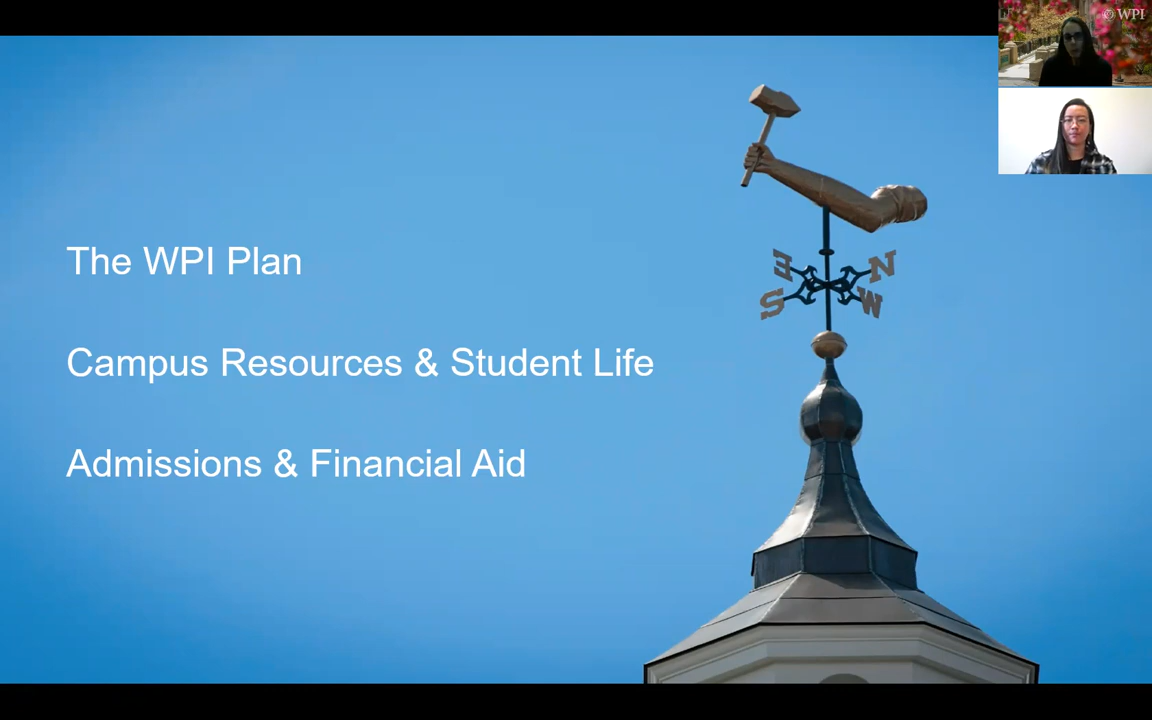 WPI
The WPI Plan
Campus Resources & Student Life
Admissions & Financial Aid
E N
S W